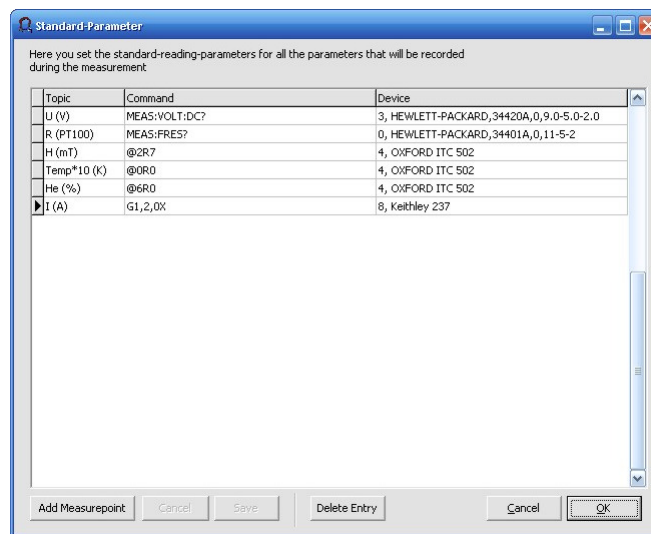 Standard-Parameter
Here you set the standard-reading-parameters for all the parameters that will be recorded
during the measurement
Topic Command Device
U (V) MEAS:VOLT:DC? 3, HEWLETT-PACKARD,34420A,0,9.0-5.0-2.0
R (PT100) MEAS:FRES? 0, HEWLETT-PACKARD,34401A,0,11-5-2
H (mT) @2R7 4, OXFORD ITC 502
Temp*10 (K) @0R0 4, OXFORD ITC 502
He (%) @6R0 4, OXFORD ITC 502
I (A) G1,2,0X 8, Keithley 237
Add Measurepoint Cancel Save Delete Entry Cancel OK